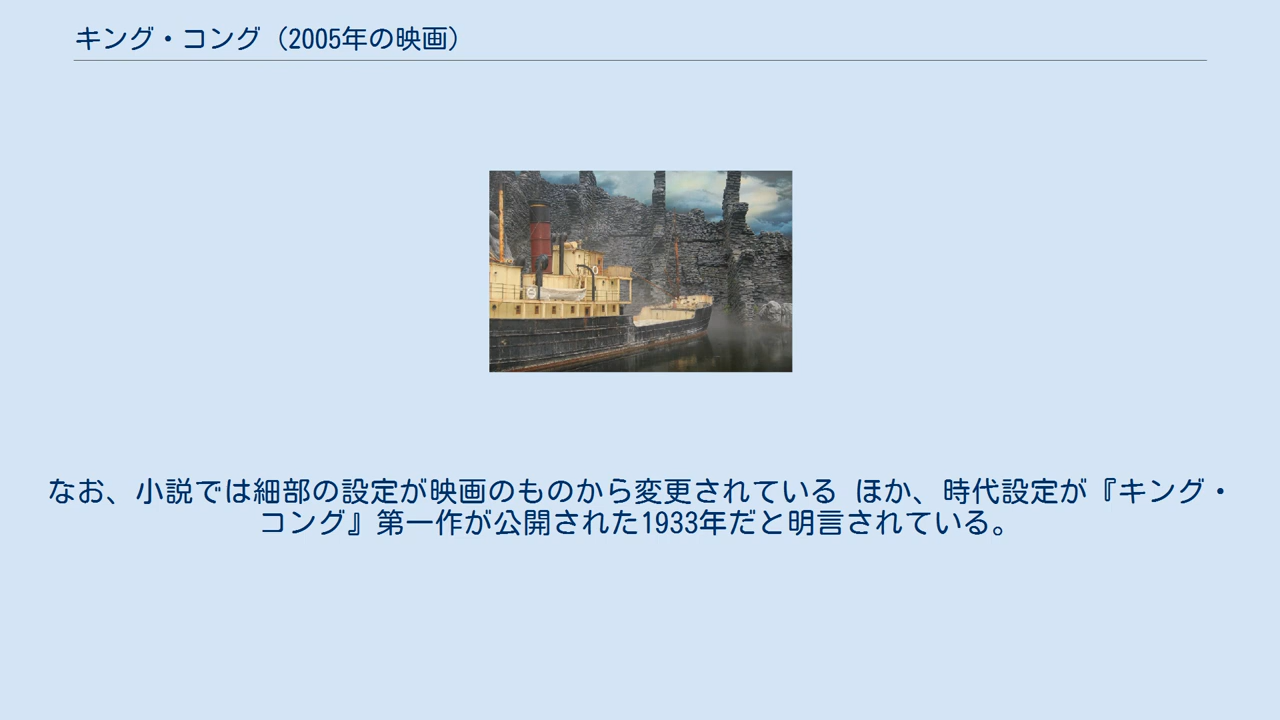 キング・コング（2005年の映画）
なお、小説では細部の設定が映画のものから変更されている ほか、時代設定が『キング・
コング』第一作が公開された1933年だと明言されている。